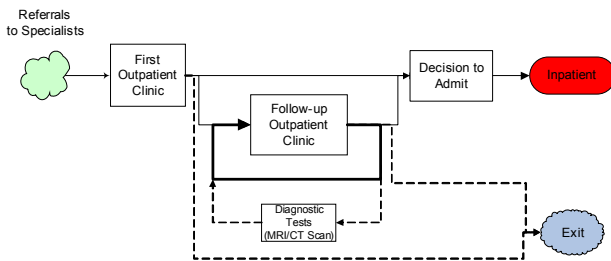 Referrals
to Specialists
First
Outpatient
Clinic
Decision to
Admit
Inpatient
Follow-up
Outpatient
Clinic
Diagnostic
Tests
(MRI/CT Scan)
Exit